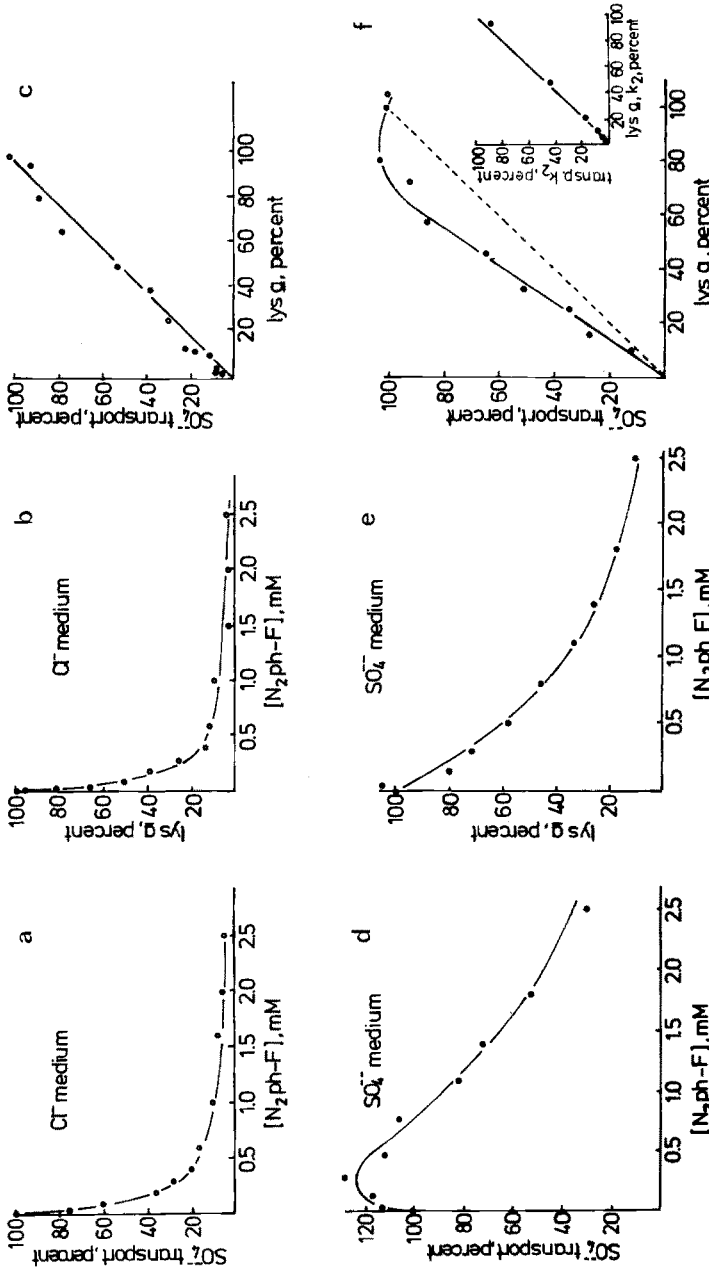 a
Cl⁻ medium
SO₄⁻⁻ transport, percent
100
80
60
40
20
0.5
1.0
1.5
2.0
2.5
[N₂ph-F], mM
b
Cl⁻ medium
lys a, percent
100
80
60
40
20
0.5
1.0
1.5
2.0
2.5
[N₂ph-F], mM
c
SO₄⁻⁻ transport, percent
100
80
60
40
20
20
40
60
80
100
lys a, percent
d
SO₄⁻⁻ medium
SO₄⁻⁻ transport, percent
120
100
80
60
40
20
0.5
1.0
1.5
2.0
2.5
[N₂ph-F], mM
e
SO₄⁻⁻ medium
lys a, percent
100
80
60
40
20
0.5
1.0
1.5
2.0
2.5
[N₂ph F], mM
f
SO₄⁻⁻ transport, percent
100
80
60
40
20
20
40
60
80
100
lys a, percent
transp. k₂, percent
100
80
60
40
20
20
40
60
80
100
lys a, k₂, percent